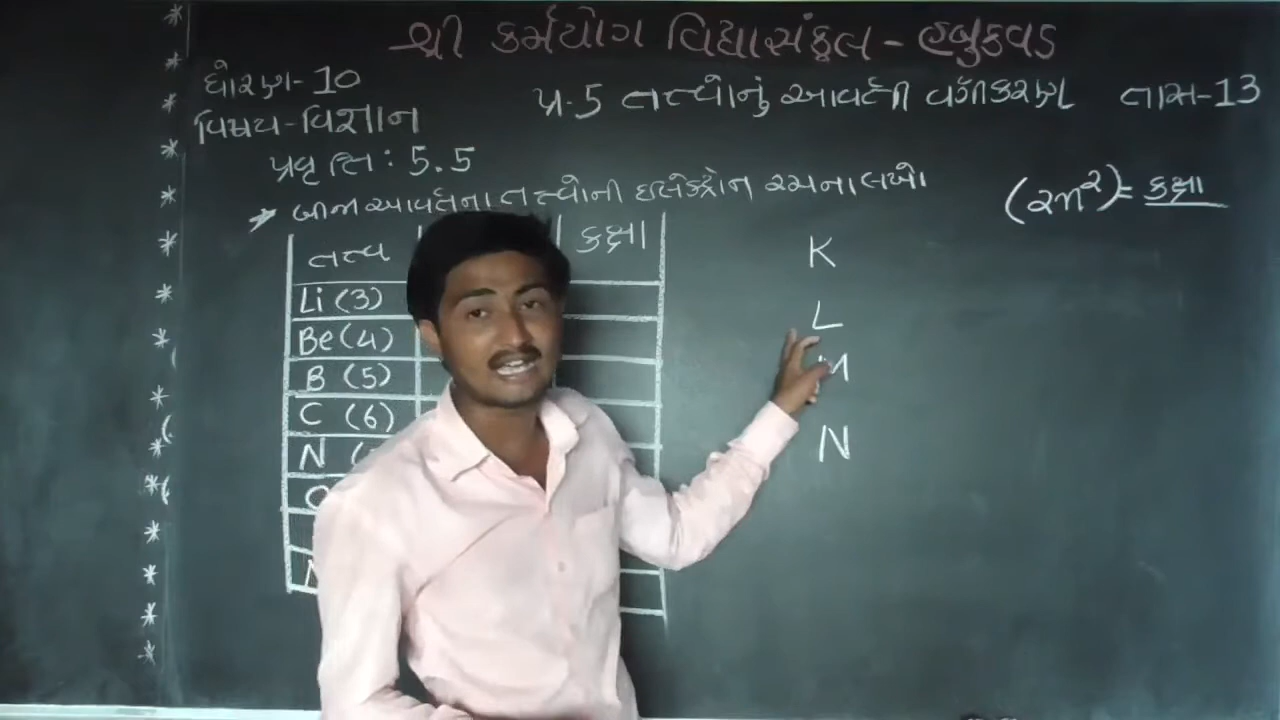 શ્રી કર્મયોગ વિદ્યાસંકુલ - હબુકવડ
ધોરણ-10
પ્ર-5 તત્ત્વોનું આવર્તી વર્ગીકરણ તાસ-13
વિષય-વિજ્ઞાન
પ્રવૃત્તિ : 5.5
બીજા આવર્તના તત્ત્વોની ઇલેક્ટ્રોન રચના લખો
(2n²)= કક્ષા
તત્ત્વ કક્ષા
Li (3)
Be (4)
B (5)
C (6)
N
K
L
M
N